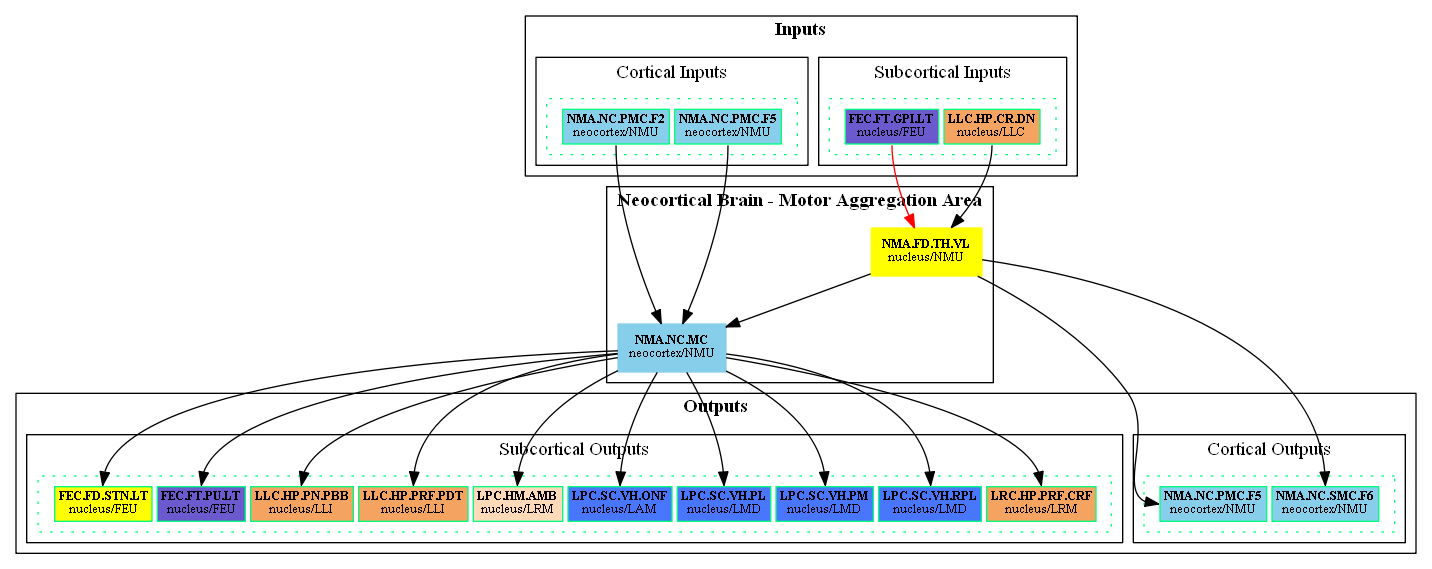 Inputs
Cortical Inputs
Subcortical Inputs
NMA.NC.PMC.F2
neocortex/NMU
NMA.NC.PMC.F5
neocortex/NMU
FEC.FT.GPI.LT
nucleus/FEU
LLC.HP.CR.DN
nucleus/LLC
Neocortical Brain - Motor Aggregation Area
NMA.FD.TH.VL
nucleus/NMU
NMA.NC.MC
neocortex/NMU
Outputs
Subcortical Outputs
Cortical Outputs
FEC.FD.STN.LT
nucleus/FEU
FEC.FT.PU.LT
nucleus/FEU
LLC.HP.PN.PBB
nucleus/LLI
LLC.HP.PRF.PDT
nucleus/LLI
LPC.HM.AMB
nucleus/LRM
LPC.SC.VH.ONF
nucleus/LAM
LPC.SC.VH.PL
nucleus/LMD
LPC.SC.VH.PM
nucleus/LMD
LPC.SC.VH.RPL
nucleus/LMD
LRC.HP.PRF.CRF
nucleus/LRM
NMA.NC.PMC.F5
neocortex/NMU
NMA.NC.SMC.F6
neocortex/NMU